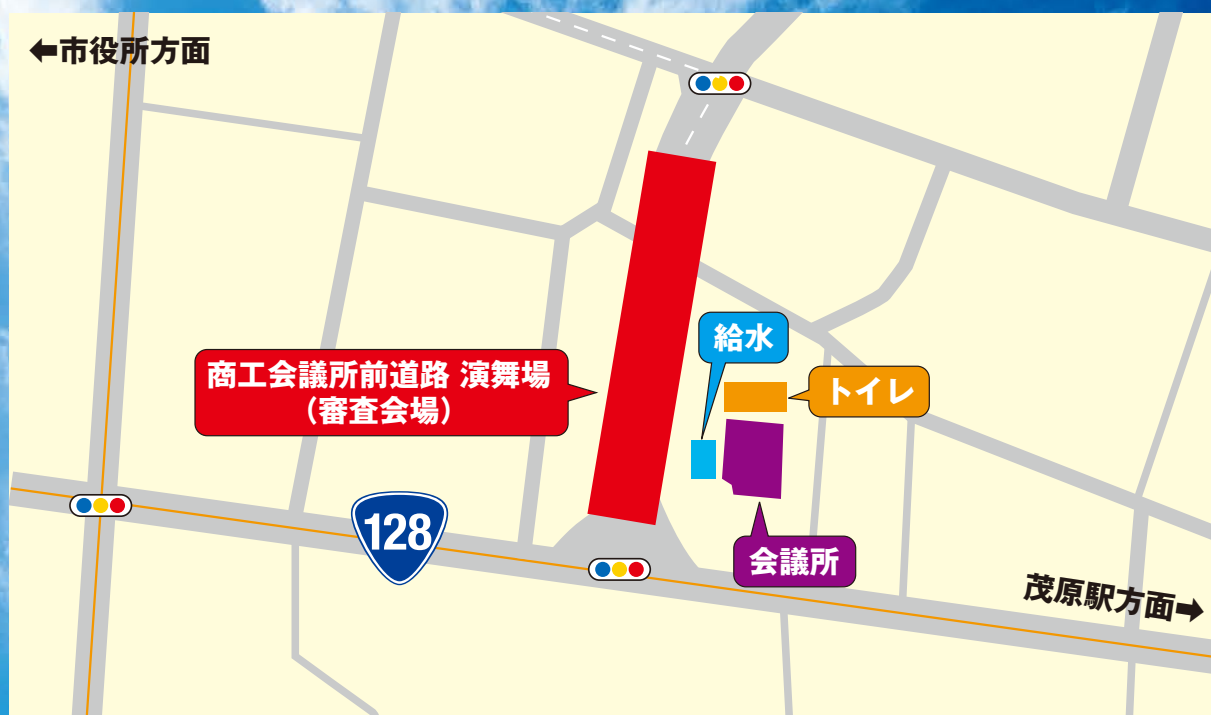 ←市役所方面
給水
商工会議所前道路 演舞場
(審査会場)
トイレ
128
会議所
茂原駅方面→